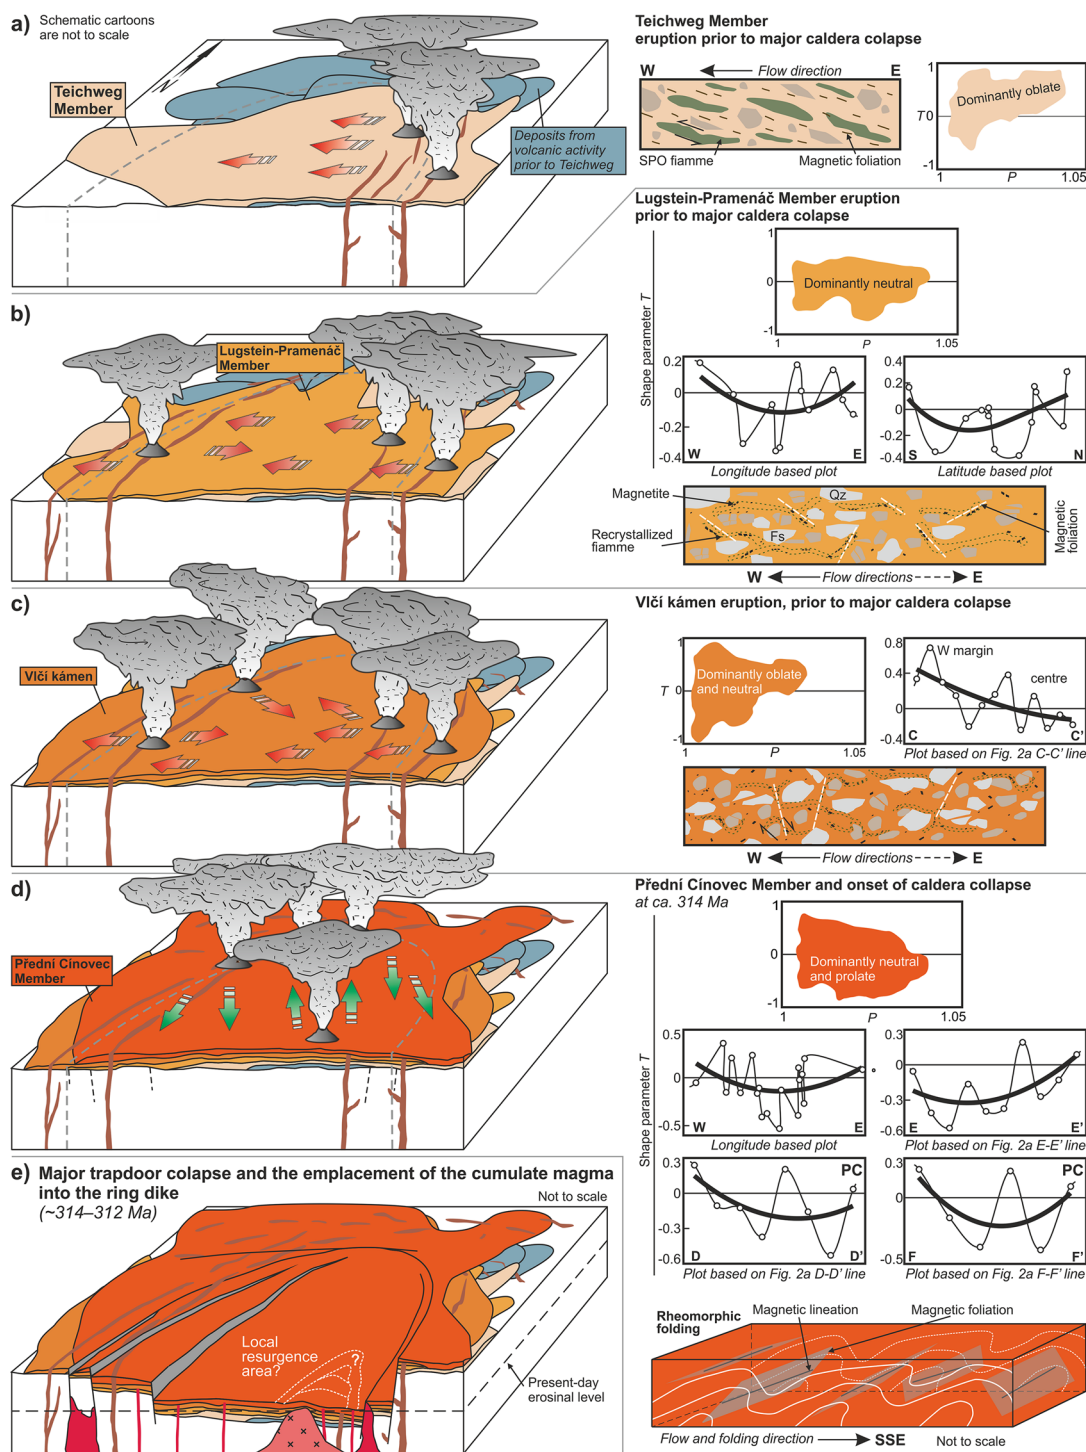 a)
Schematic cartoons
are not to scale
N
Teichweg
Member
Deposits from
volcanic activity
prior to Teichweg
Teichweg Member
eruption prior to major caldera colapse
W
Flow direction
E
SPO fiamme
Magnetic foliation
1
T 0
-1
Dominantly oblate
1
P
1.05
b)
Lugstein-Pramenáč
Member
Lugstein-Pramenáč Member eruption
prior to major caldera colapse
Shape parameter T
1
0
-1
Dominantly neutral
1
P
1.05
0.2
0
-0.2
-0.4
W
E
Longitude based plot
0.4
0.2
0
-0.2
-0.4
S
N
Latitude based plot
Magnetite
Recrystallized
fiamme
Qz
Fs
Magnetic
foliation
W
Flow directions
E
c)
Vlčí kámen
Vlčí kámen eruption, prior to major caldera colapse
1
T
0
-1
Dominantly oblate
and neutral
1
P
1.05
0.8
0.4
0
-0.4
W margin
centre
C
C'
Plot based on Fig. 2a C-C' line
W
Flow directions
E
d)
Přední Cínovec
Member
Přední Cínovec Member and onset of caldera collapse
at ca. 314 Ma
Shape parameter T
1
0
-1
Dominantly neutral
and prolate
1
P
1.05
0.5
0
-0.5
W
E
Longitude based plot
0.3
0
-0.3
-0.6
E
E'
Plot based on Fig. 2a E-E' line
0.3
0
-0.3
-0.6
PC
D
D'
Plot based on Fig. 2a D-D' line
0.3
0
-0.5
PC
F
F'
Plot based on Fig. 2a F-F' line
e)
Major trapdoor colapse and the emplacement of the cumulate magma
into the ring dike
(~314–312 Ma)
Not to scale
Local
resurgence
area?
?
Present-day
erosinal level
Rheomorphic
folding
Magnetic lineation
Magnetic foliation
Flow and folding direction
SSE
Not to scale